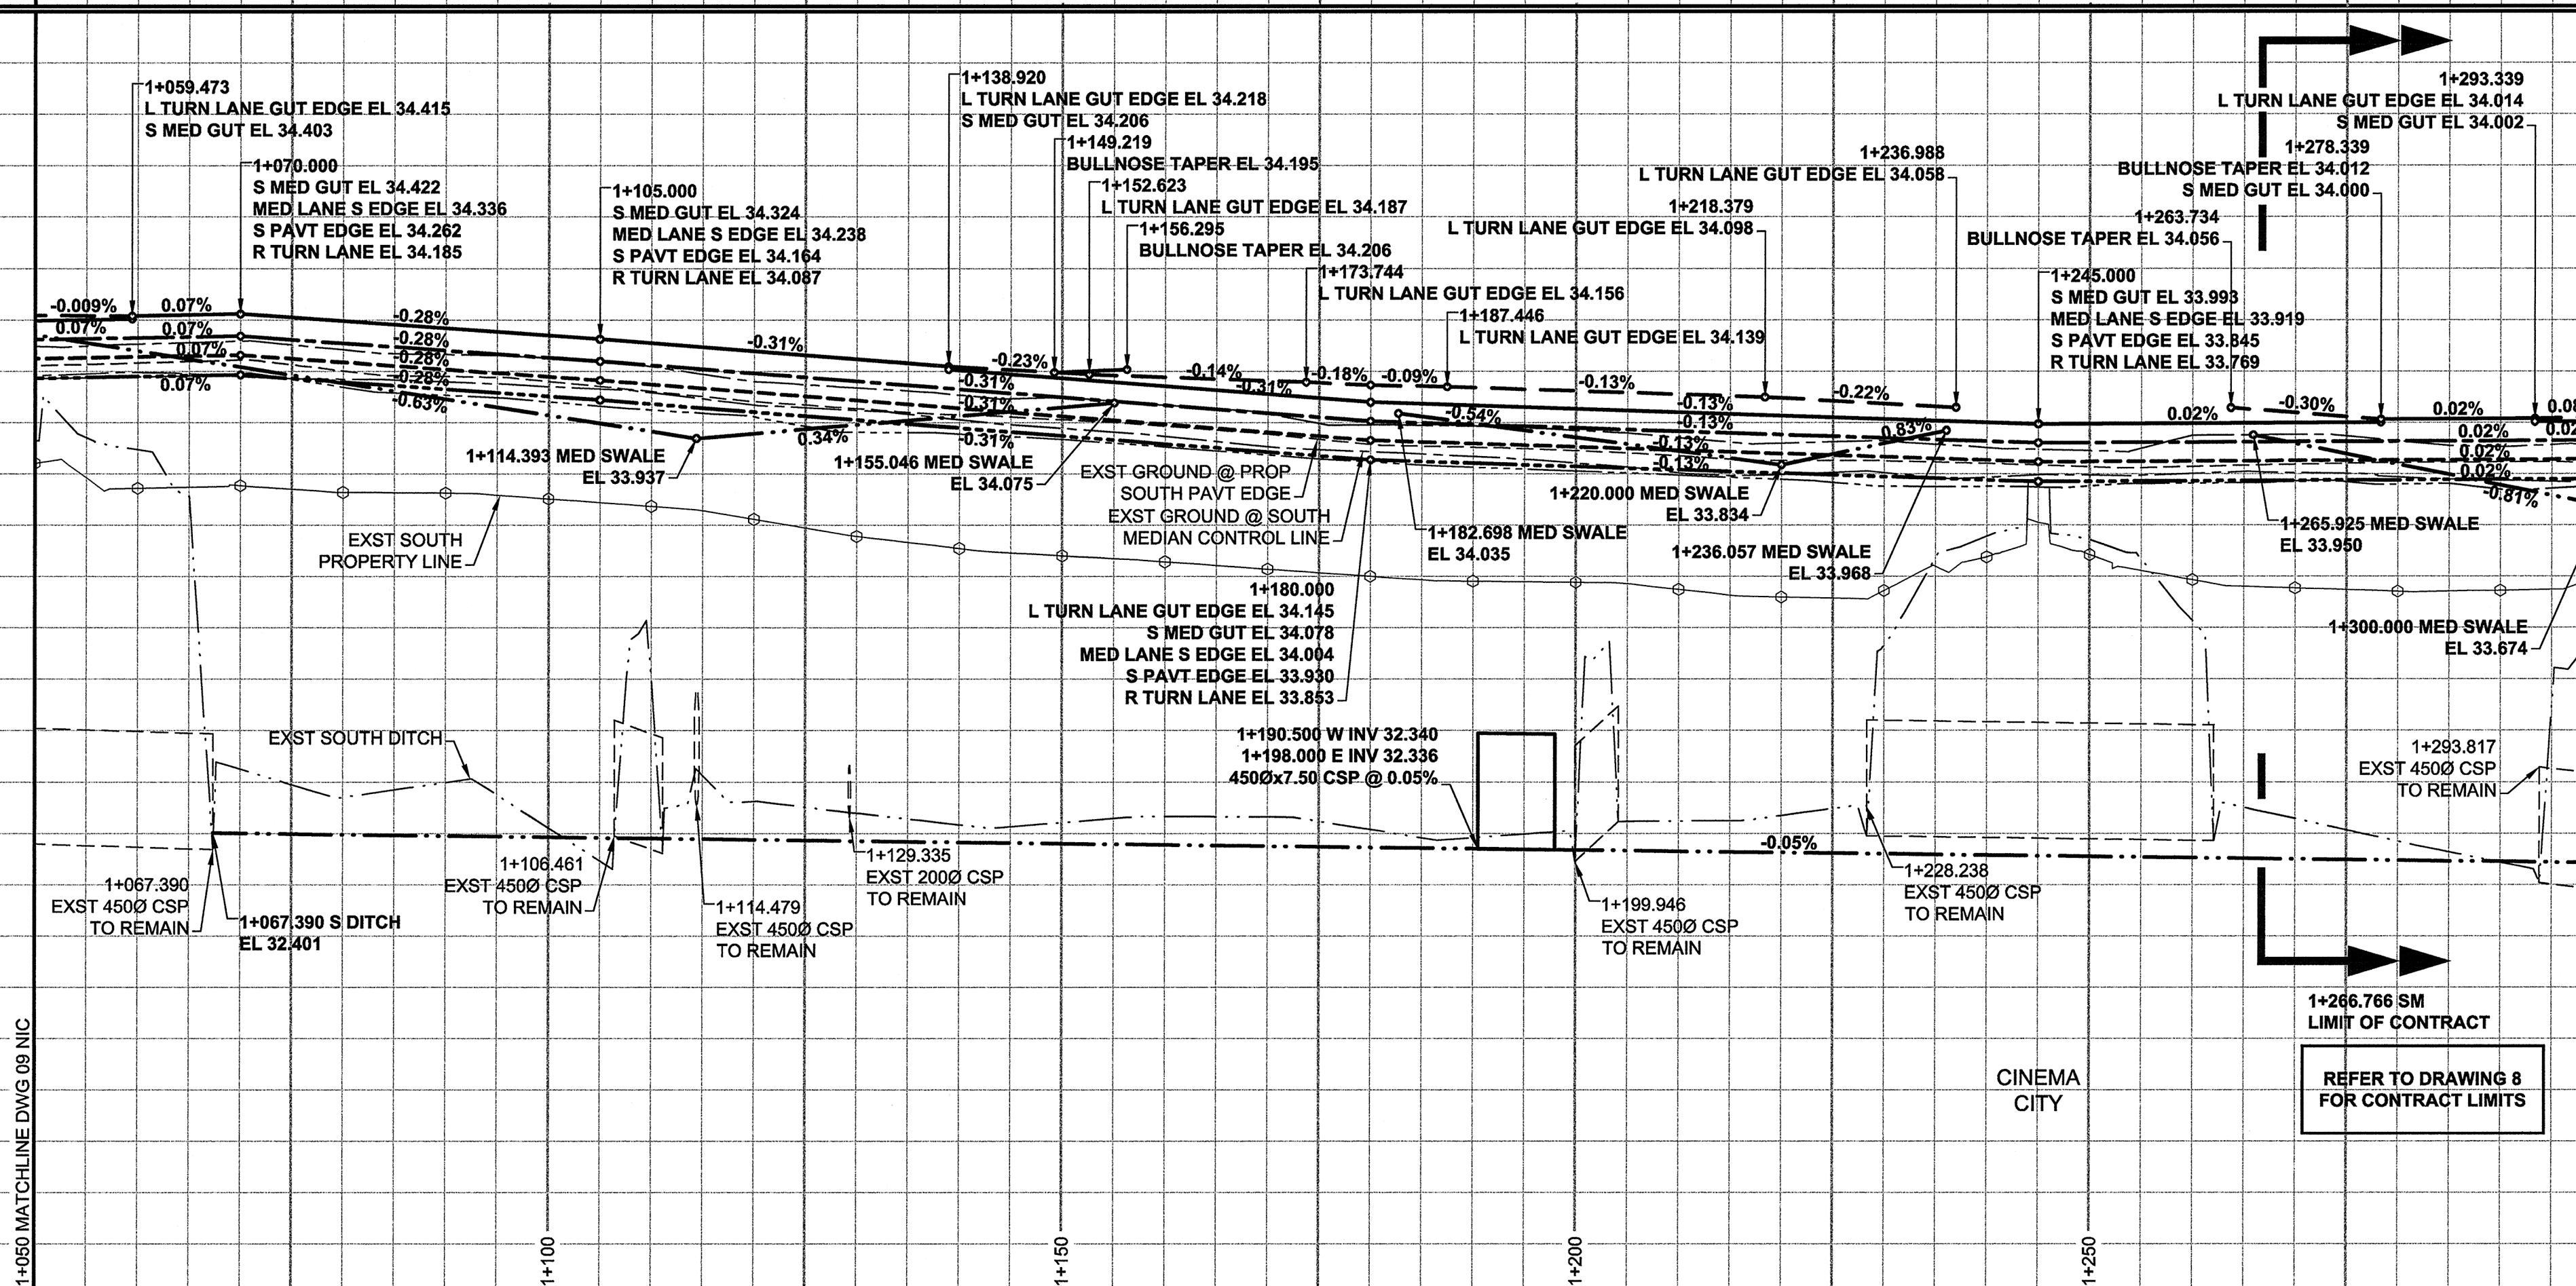 1+059.473
L TURN LANE GUT EDGE EL 34.415
S MED GUT EL 34.403
1+070.000
S MED GUT EL 34.422
MED LANE S EDGE EL 34.336
S PAVT EDGE EL 34.262
R TURN LANE EL 34.185
1+105.000
S MED GUT EL 34.324
MED LANE S EDGE EL 34.238
S PAVT EDGE EL 34.164
R TURN LANE EL 34.087
1+138.920
L TURN LANE GUT EDGE EL 34.218
S MED GUT EL 34.206
1+149.219
BULLNOSE TAPER EL 34.195
1+152.623
L TURN LANE GUT EDGE EL 34.187
1+156.295
BULLNOSE TAPER EL 34.206
1+173.744
L TURN LANE GUT EDGE EL 34.156
1+187.446
L TURN LANE GUT EDGE EL 34.139
1+218.379
L TURN LANE GUT EDGE EL 34.098
1+236.988
L TURN LANE GUT EDGE EL 34.058
1+245.000
S MED GUT EL 33.993
MED LANE S EDGE EL 33.919
S PAVT EDGE EL 33.845
R TURN LANE EL 33.769
1+263.734
BULLNOSE TAPER EL 34.056
1+278.339
BULLNOSE TAPER EL 34.012
S MED GUT EL 34.000
1+293.339
L TURN LANE GUT EDGE EL 34.014
S MED GUT EL 34.002
-0.009%
0.07%
-0.28%
-0.31%
-0.23%
-0.14%
-0.18%
-0.09%
-0.13%
-0.22%
0.02%
-0.30%
0.02%
0.07%
0.07%
0.07%
0.07%
-0.28%
-0.28%
-0.28%
-0.63%
0.34%
-0.31%
-0.31%
-0.31%
-0.31%
-0.54%
-0.13%
-0.13%
-0.13%
-0.13%
0.83%
0.02%
0.02%
0.02%
-0.81%
1+114.393 MED SWALE
EL 33.937
1+155.046 MED SWALE
EL 34.075
EXST GROUND @ PROP
SOUTH PAVT EDGE
EXST GROUND @ SOUTH
MEDIAN CONTROL LINE
1+182.698 MED SWALE
EL 34.035
1+220.000 MED SWALE
EL 33.834
1+236.057 MED SWALE
EL 33.968
1+265.925 MED SWALE
EL 33.950
1+300.000 MED SWALE
EL 33.674
EXST SOUTH
PROPERTY LINE
1+180.000
L TURN LANE GUT EDGE EL 34.145
S MED GUT EL 34.078
MED LANE S EDGE EL 34.004
S PAVT EDGE EL 33.930
R TURN LANE EL 33.853
EXST SOUTH DITCH
1+190.500 W INV 32.340
1+198.000 E INV 32.336
450Øx7.50 CSP @ 0.05%
-0.05%
1+293.817
EXST 450Ø CSP
TO REMAIN
1+067.390
EXST 450Ø CSP
TO REMAIN
1+067.390 S DITCH
EL 32.401
1+106.461
EXST 450Ø CSP
TO REMAIN
1+114.479
EXST 450Ø CSP
TO REMAIN
1+129.335
EXST 200Ø CSP
TO REMAIN
1+199.946
EXST 450Ø CSP
TO REMAIN
1+228.238
EXST 450Ø CSP
TO REMAIN
1+266.766 SM
LIMIT OF CONTRACT
REFER TO DRAWING 8
FOR CONTRACT LIMITS
CINEMA
CITY
1+050 MATCHLINE DWG 09 NIC
1+100
1+150
1+200
1+250